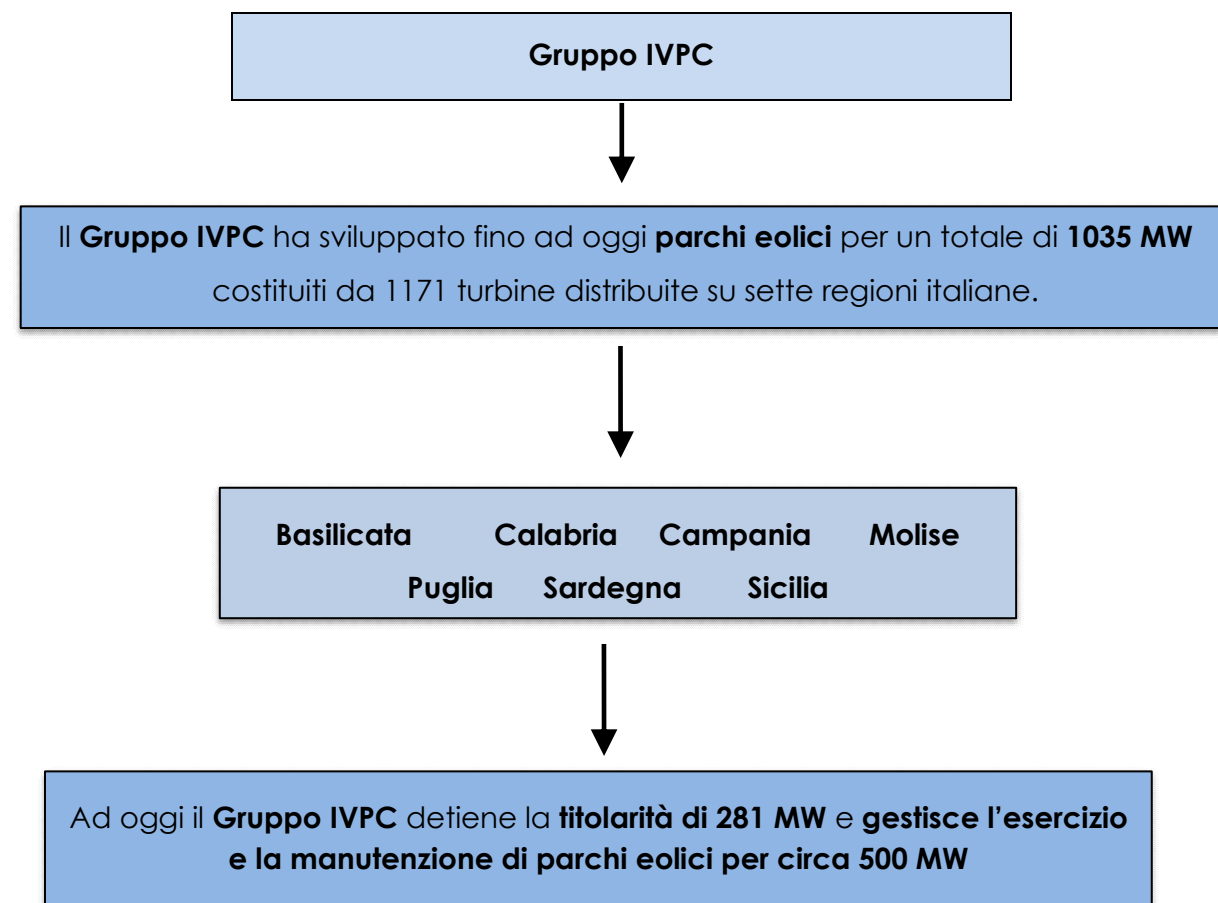 Gruppo IVPC
Il Gruppo IVPC ha sviluppato fino ad oggi parchi eolici per un totale di 1035 MW
costituiti da 1171 turbine distribuite su sette regioni italiane.
Basilicata Calabria Campania Molise
Puglia Sardegna Sicilia
Ad oggi il Gruppo IVPC detiene la titolarità di 281 MW e gestisce l’esercizio
e la manutenzione di parchi eolici per circa 500 MW